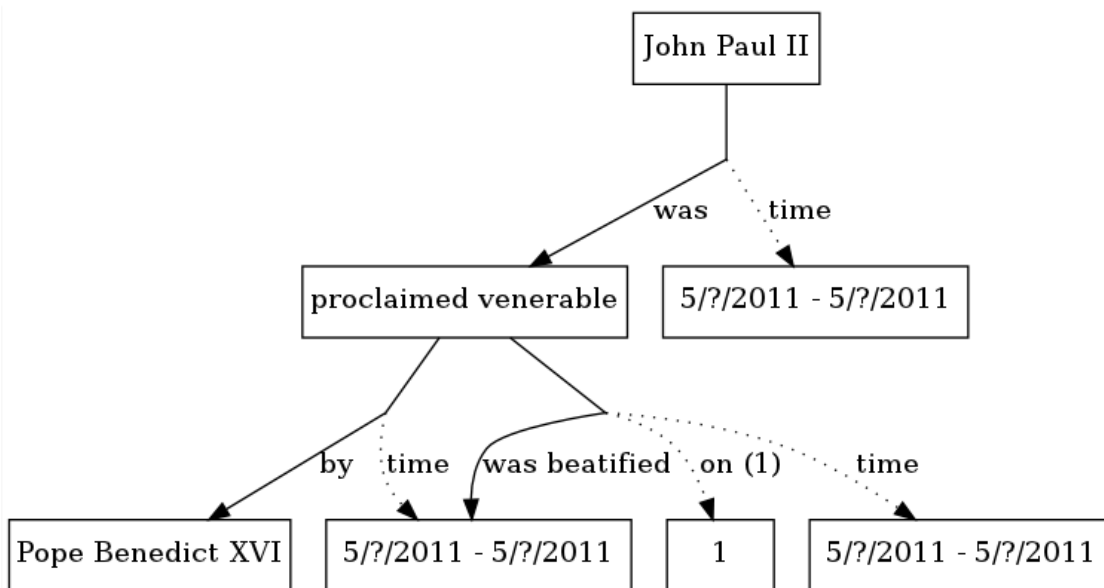 John Paul II
was
time
proclaimed venerable
5/?/2011 - 5/?/2011
by
time
was beatified
on (1)
time
Pope Benedict XVI
5/?/2011 - 5/?/2011
1
5/?/2011 - 5/?/2011